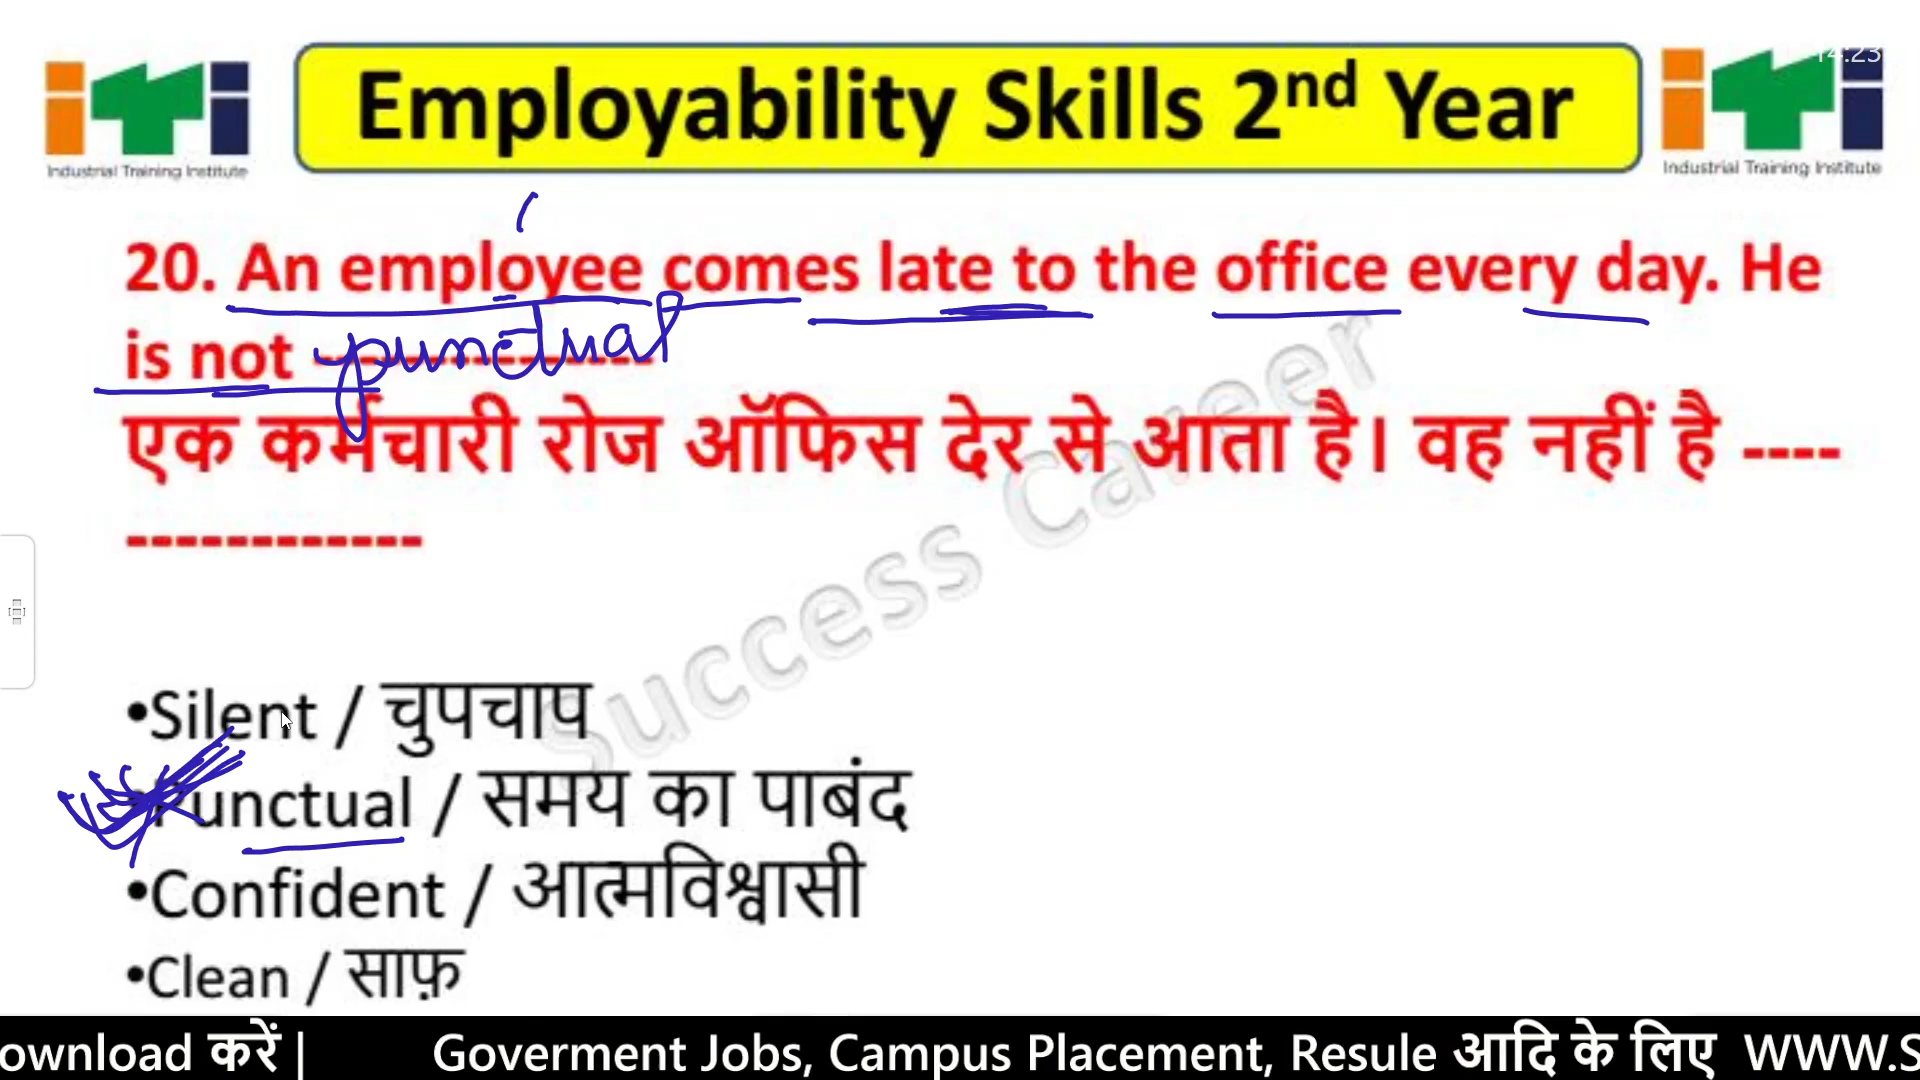 14:23
Employability Skills 2nd Year
Industrial Training Institute
Industrial Training Institute
20. An employee comes late to the office every day. He
is not ---------------
punctual
एक कर्मचारी रोज ऑफिस देर से आता है। वह नहीं है ----
------------
Success Career
•Silent / चुपचाप
•Punctual / समय का पाबंद
•Confident / आत्मविश्वासी
•Clean / साफ़
ownload करें | Goverment Jobs, Campus Placement, Resule आदि के लिए WWW.S